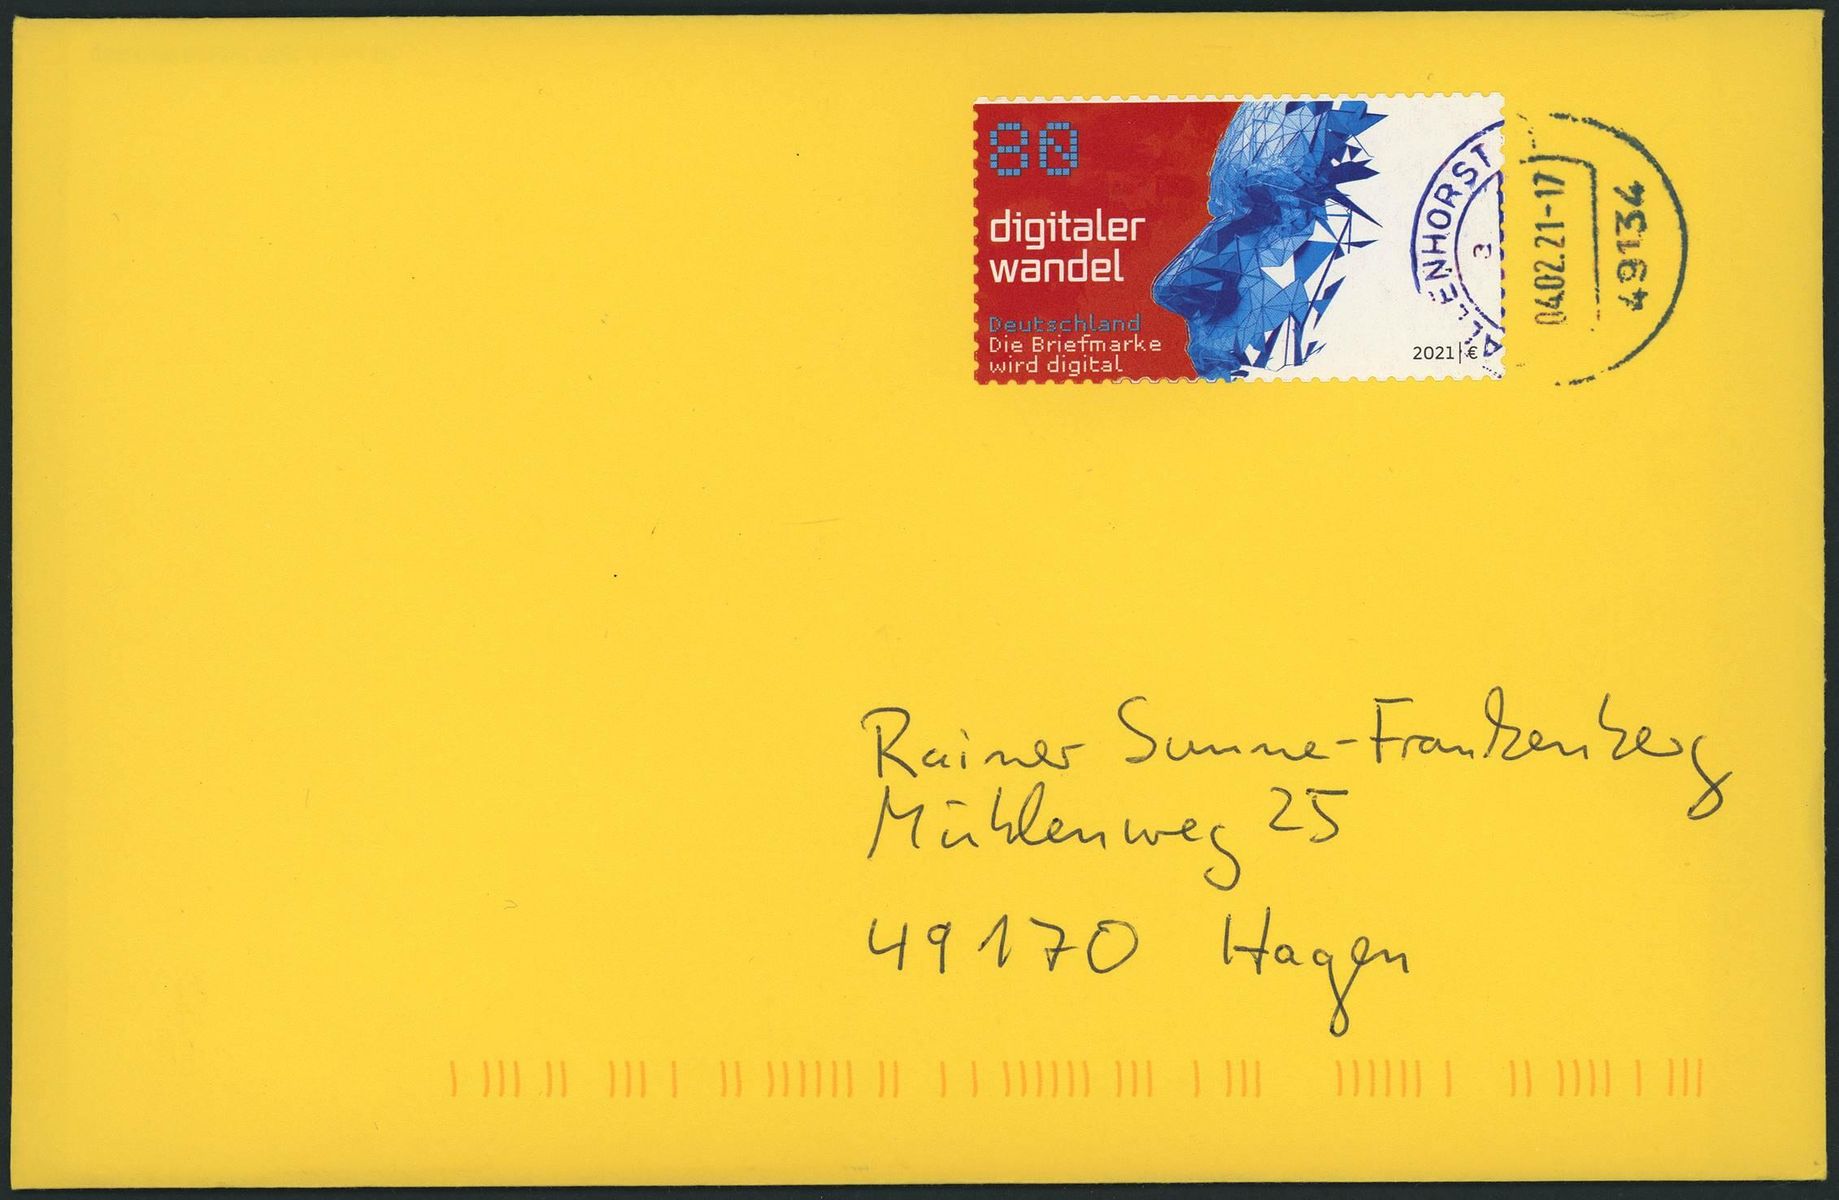 80
digitaler
wandel
Deutschland
Die Briefmarke
wird digital
2021 €
ALLENHORST
a
04.02.21-17
49134
Rainer Sunne-Frankenberg
Mühlenweg 25
49170 Hagen